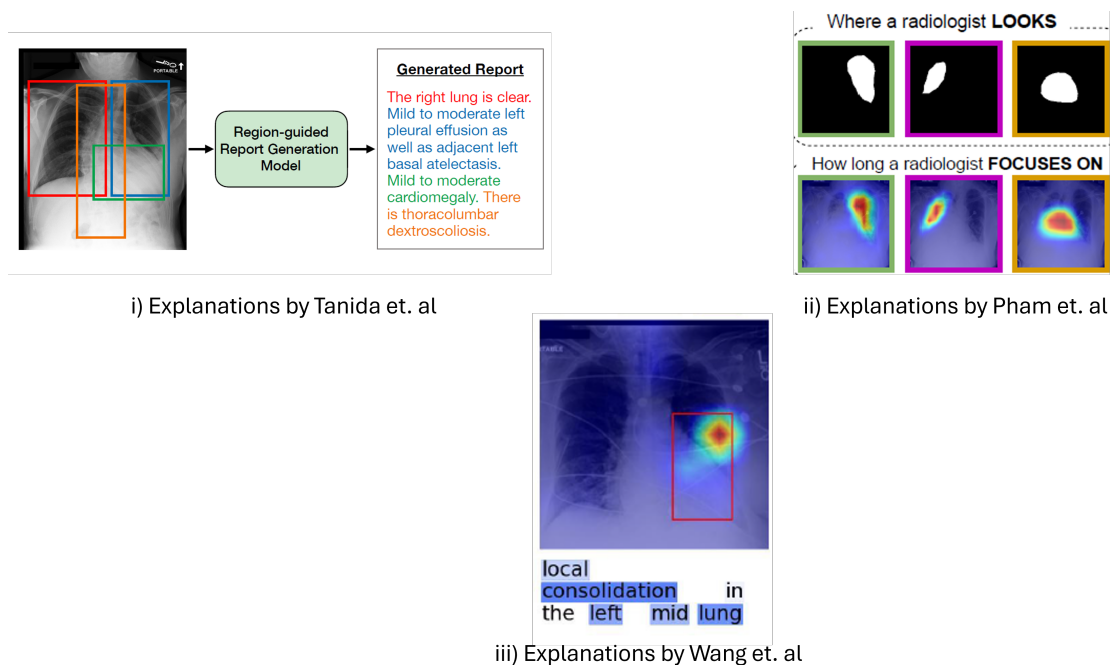 PORTABLE
Region-guided
Report Generation
Model
Generated Report
The right lung is clear.
Mild to moderate left
pleural effusion as
well as adjacent left
basal atelectasis.
Mild to moderate
cardiomegaly. There
is thoracolumbar
dextroscoliosis.
i) Explanations by Tanida et. al
Where a radiologist LOOKS
How long a radiologist FOCUSES ON
ii) Explanations by Pham et. al
local
consolidation in
the left mid lung
iii) Explanations by Wang et. al